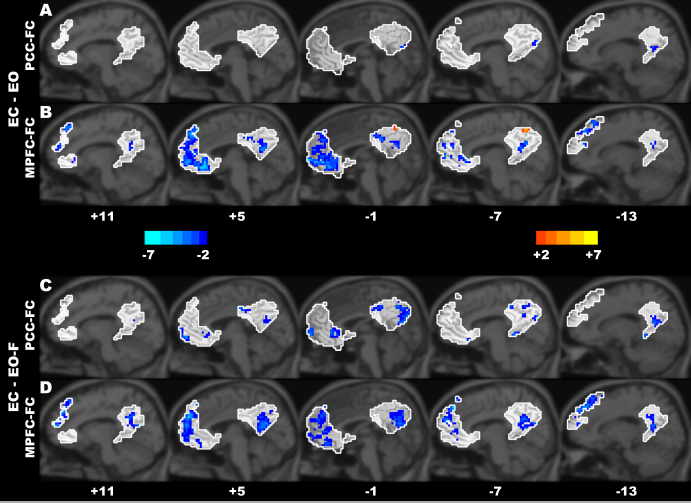 A
EC - EO
PCC-FC
B
MPFC-FC
+11 +5 -1 -7 -13
-7 -2 +2 +7
C
EC - EO-F
PCC-FC
D
MPFC-FC
+11 +5 -1 -7 -13